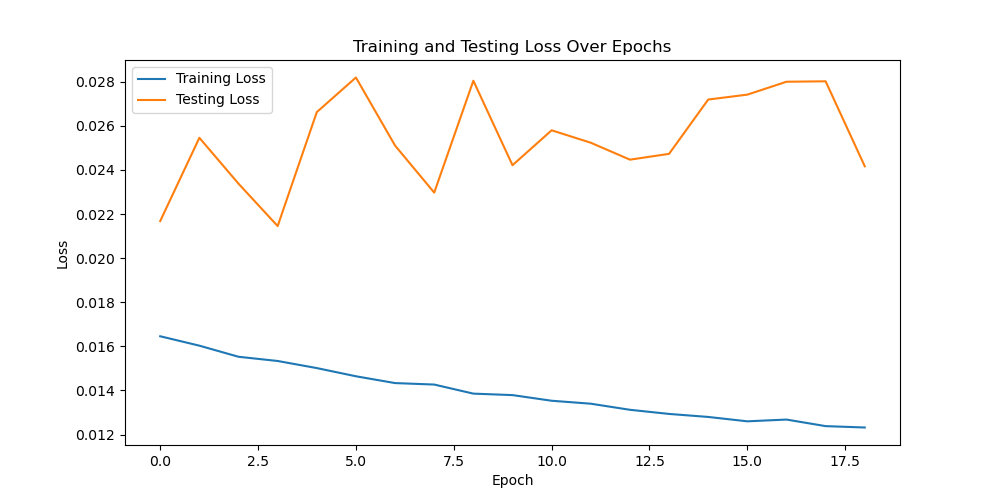 Training and Testing Loss Over Epochs
Training Loss
Testing Loss
0.028
0.026
0.024
0.022
0.020
0.018
0.016
0.014
0.012
Loss
0.0 2.5 5.0 7.5 10.0 12.5 15.0 17.5
Epoch